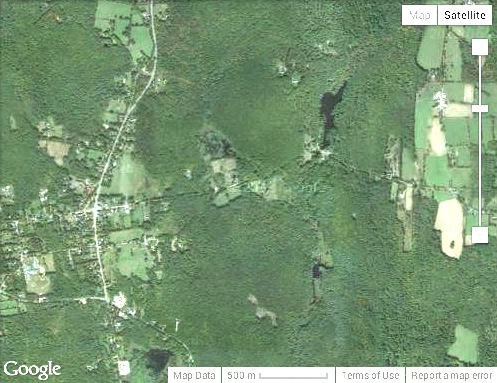 Map Satellite
Google
Map Data 500 m Terms of Use Report a map error